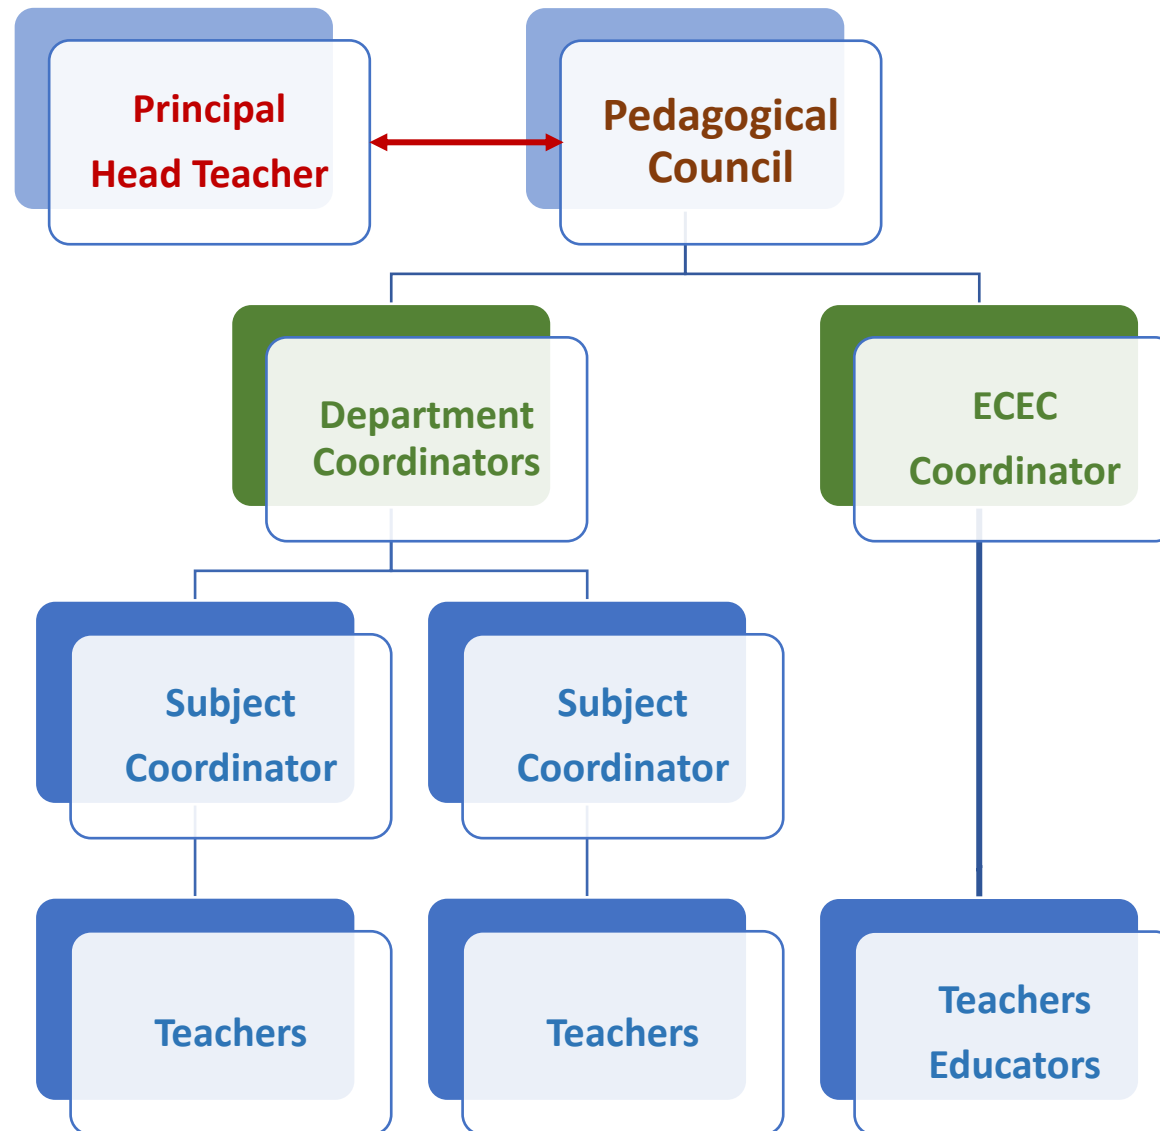 Principal
Head Teacher
Pedagogical
Council
Department
Coordinators
ECEC
Coordinator
Subject
Coordinator
Subject
Coordinator
Teachers
Teachers
Teachers
Educators